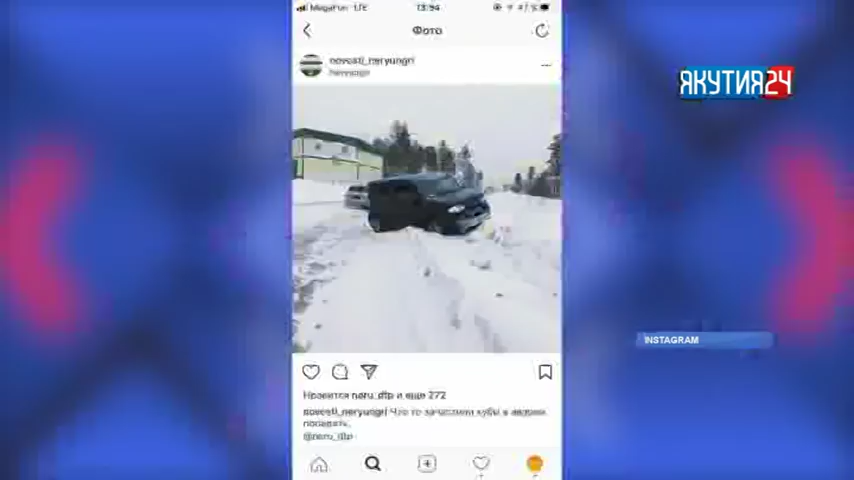 MegaFon LTE 13:54 47%
Фото
ЯКУТИЯ24
novosti_neryungri
INSTAGRAM
Нравится neru_dtp и еще 272
novosti_neryungri Что то зачастили кубы в аварии
попадать.
@neru_dtp